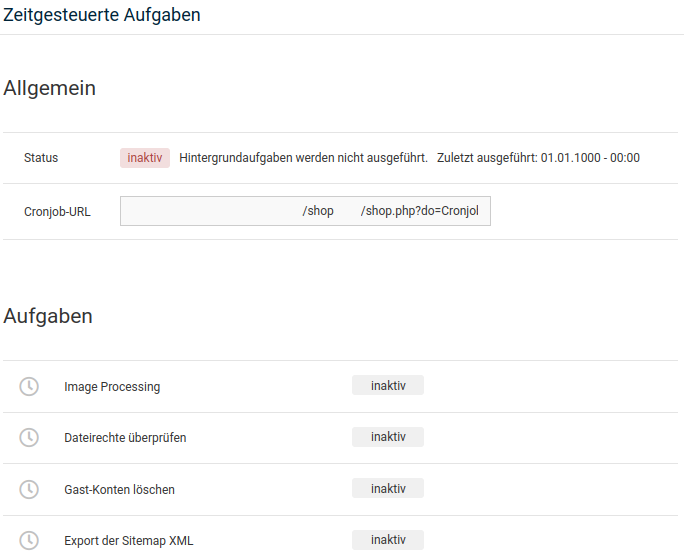 Zeitgesteuerte Aufgaben
Allgemein
Status inaktiv Hintergrundaufgaben werden nicht ausgeführt. Zuletzt ausgeführt: 01.01.1000 - 00:00
Cronjob-URL /shop /shop.php?do=Cronjol
Aufgaben
Image Processing inaktiv
Dateirechte überprüfen inaktiv
Gast-Konten löschen inaktiv
Export der Sitemap XML inaktiv